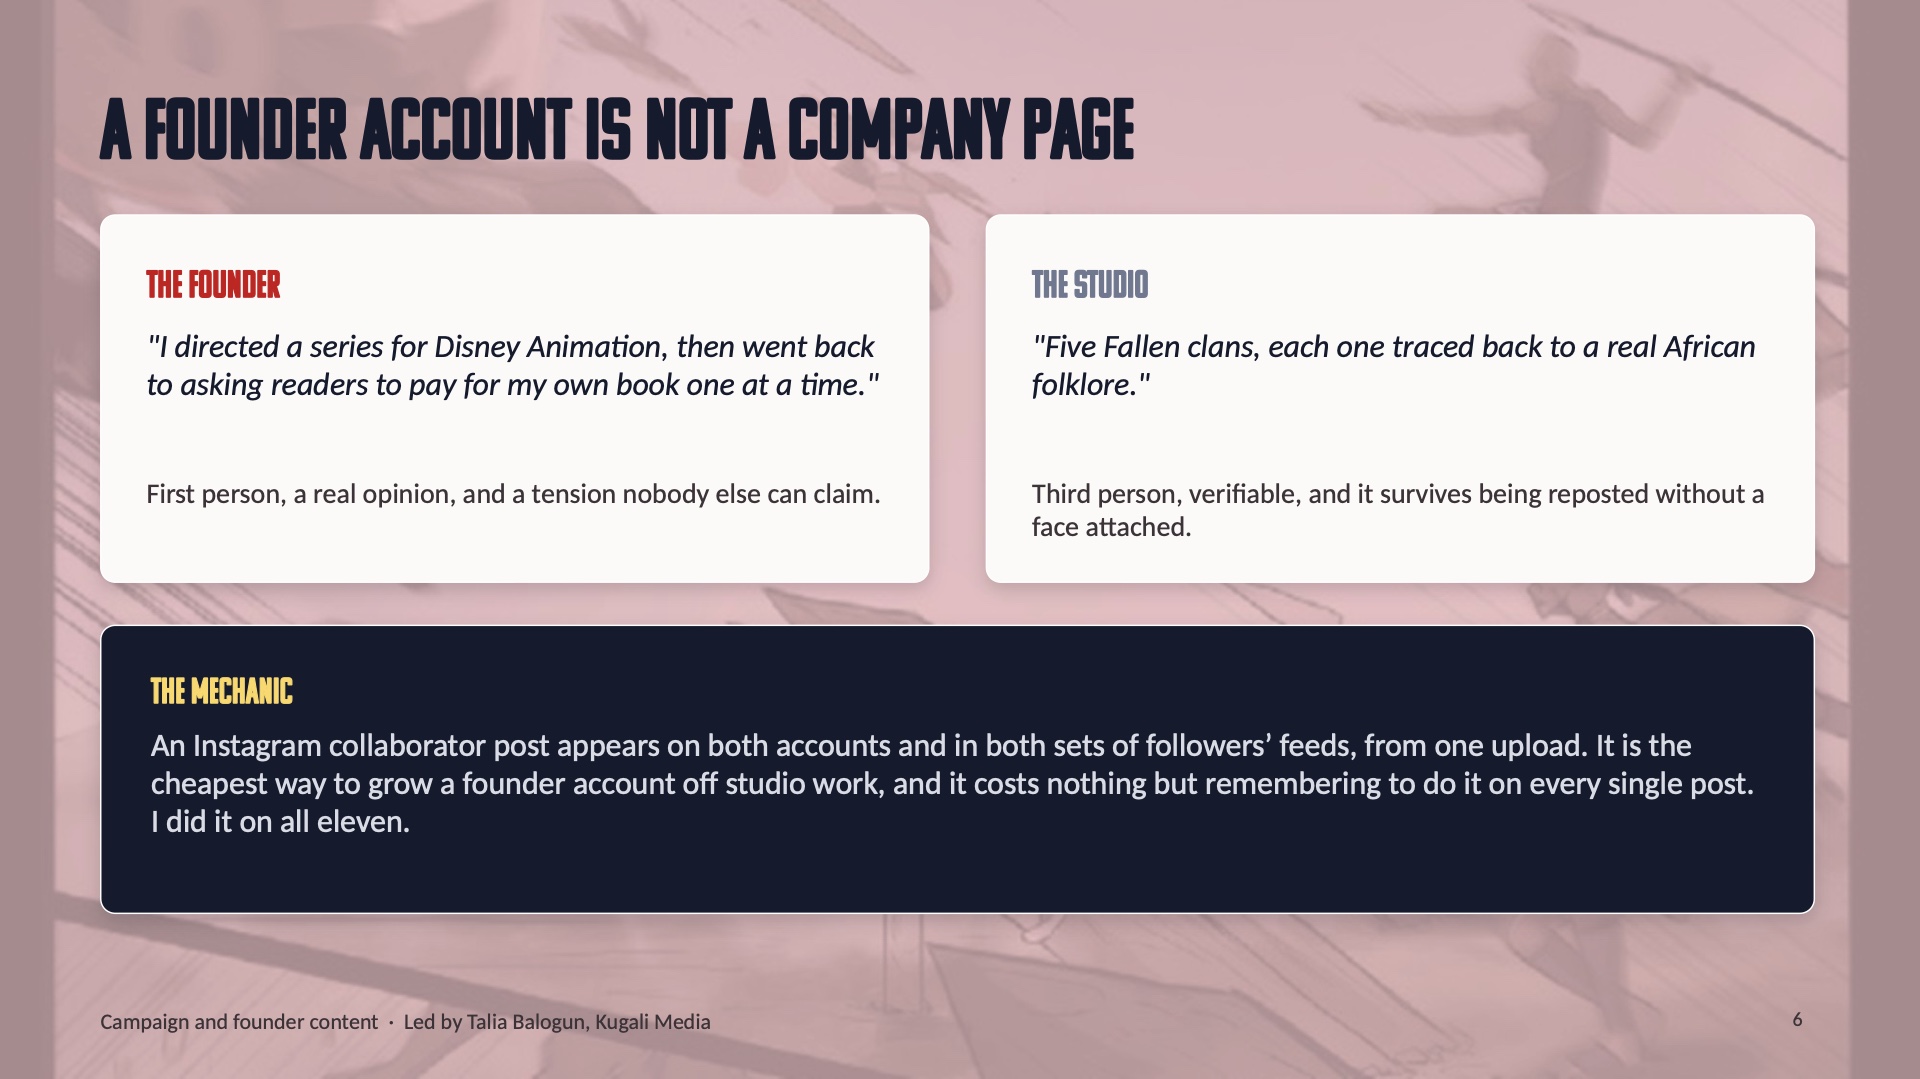 A FOUNDER ACCOUNT IS NOT A COMPANY PAGE
THE FOUNDER
"I directed a series for Disney Animation, then went back
to asking readers to pay for my own book one at a time."
First person, a real opinion, and a tension nobody else can claim.
THE STUDIO
"Five Fallen clans, each one traced back to a real African
folklore."
Third person, verifiable, and it survives being reposted without a
face attached.
THE MECHANIC
An Instagram collaborator post appears on both accounts and in both sets of followers’ feeds, from one upload. It is the
cheapest way to grow a founder account off studio work, and it costs nothing but remembering to do it on every single post.
I did it on all eleven.
Campaign and founder content · Led by Talia Balogun, Kugali Media
6